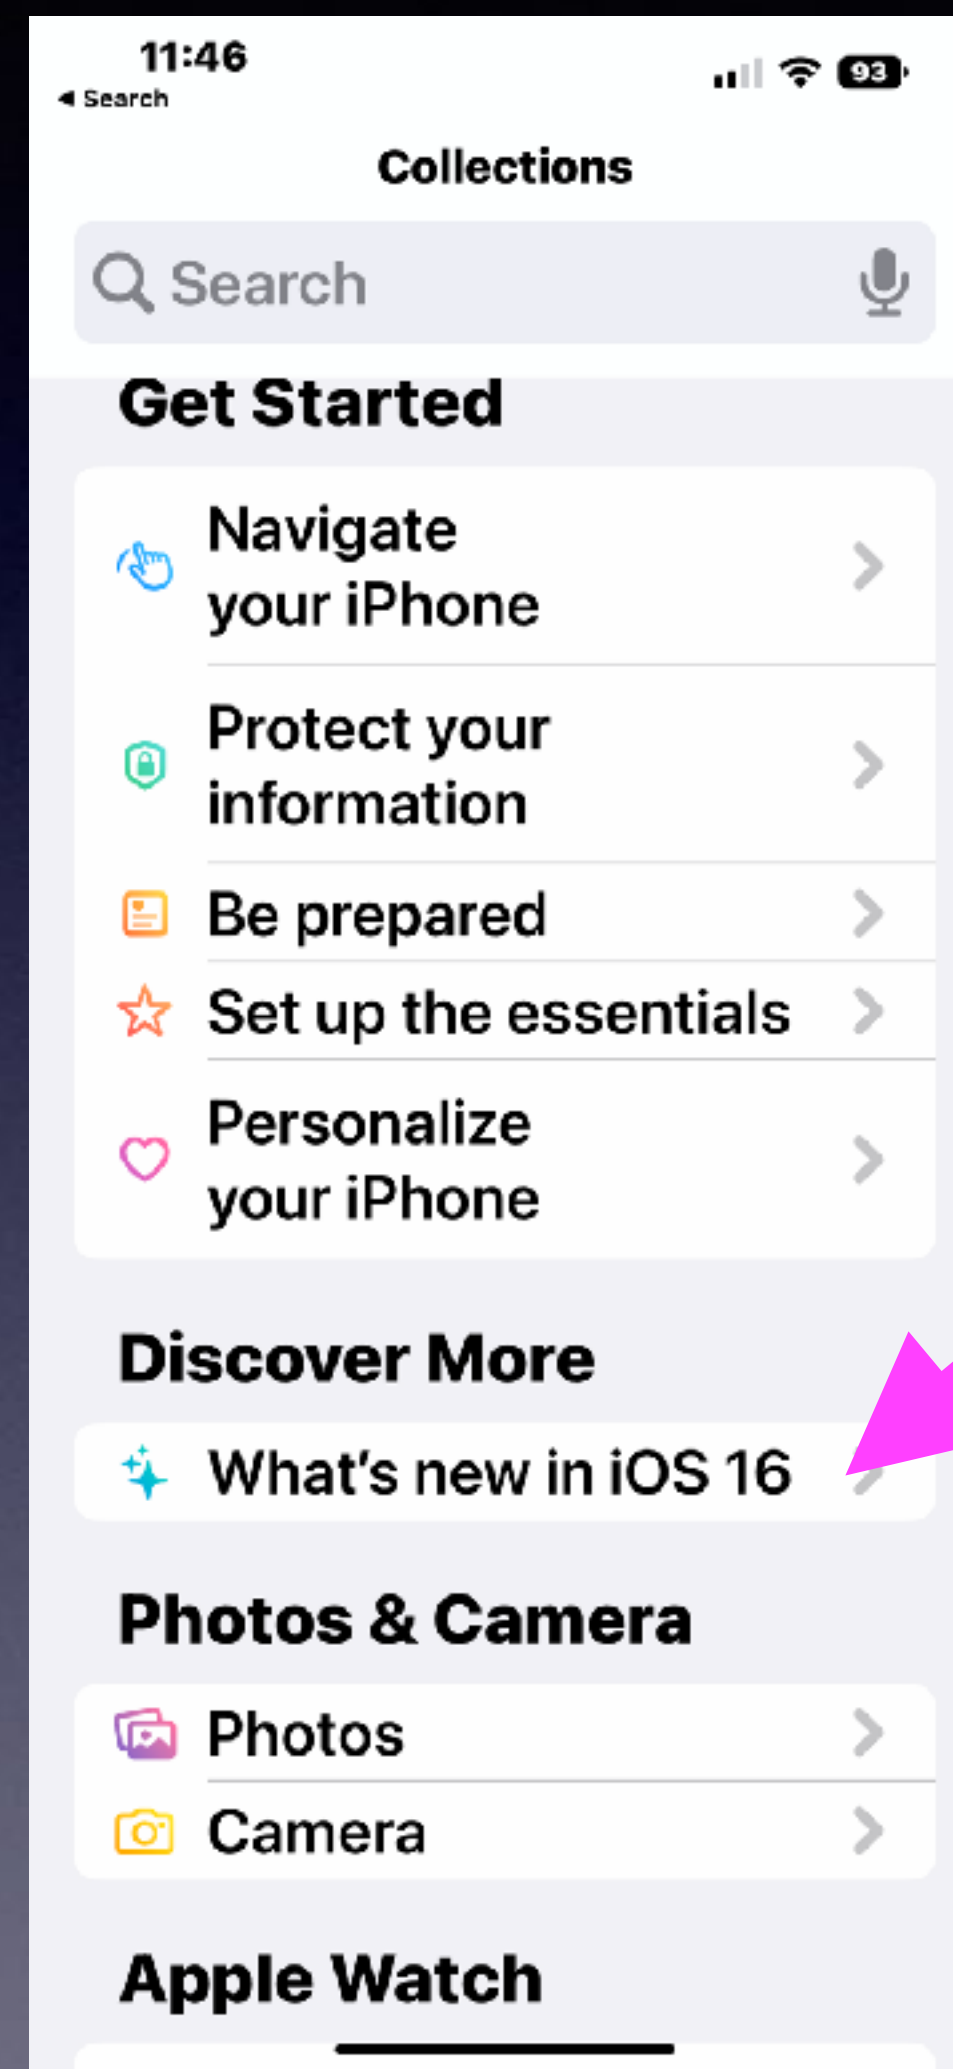 11:46
93
◀ Search
Collections
Search
Get Started
Navigate
your iPhone
Protect your
information
Be prepared
Set up the essentials
Personalize
your iPhone
Discover More
What's new in iOS 16
Photos & Camera
Photos
Camera
Apple Watch